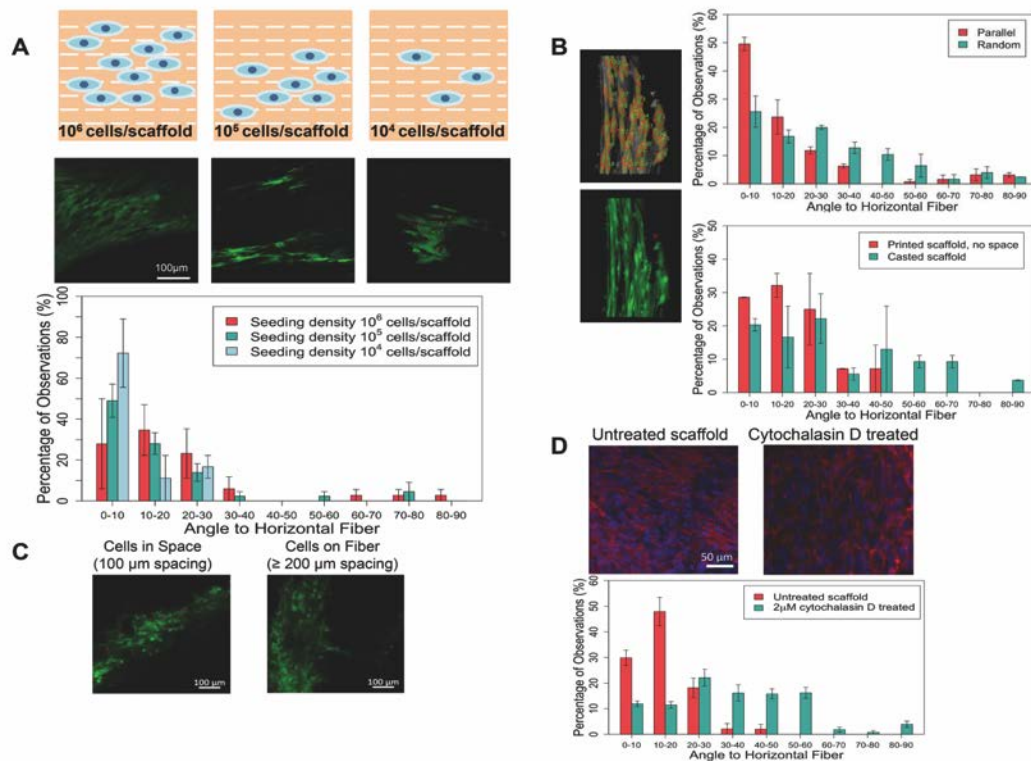 A
10⁶ cells/scaffold
10⁵ cells/scaffold
10⁴ cells/scaffold
100μm
Percentage of Observations (%)
100
80
60
40
20
0
Seeding density 10⁶ cells/scaffold
Seeding density 10⁵ cells/scaffold
Seeding density 10⁴ cells/scaffold
0-10 10-20 20-30 30-40 40-50 50-60 60-70 70-80 80-90
Angle to Horizontal Fiber
B
Percentage of Observations (%)
50
40
30
20
10
0
Parallel
Random
0-10 10-20 20-30 30-40 40-50 50-60 60-70 70-80 80-90
Angle to Horizontal Fiber
Percentage of Observations (%)
50
40
30
20
10
0
Printed scaffold, no space
Casted scaffold
0-10 10-20 20-30 30-40 40-50 50-60 60-70 70-80 80-90
Angle to Horizontal Fiber
C
Cells in Space
(100 μm spacing)
100 μm
Cells on Fiber
(≥ 200 μm spacing)
100 μm
D
Untreated scaffold
50 μm
Cytochalasin D treated
Percentage of Observations (%)
60
50
40
30
20
10
0
Untreated scaffold
2μM cytochalasin D treated
0-10 10-20 20-30 30-40 40-50 50-60 60-70 70-80 80-90
Angle to Horizontal Fiber